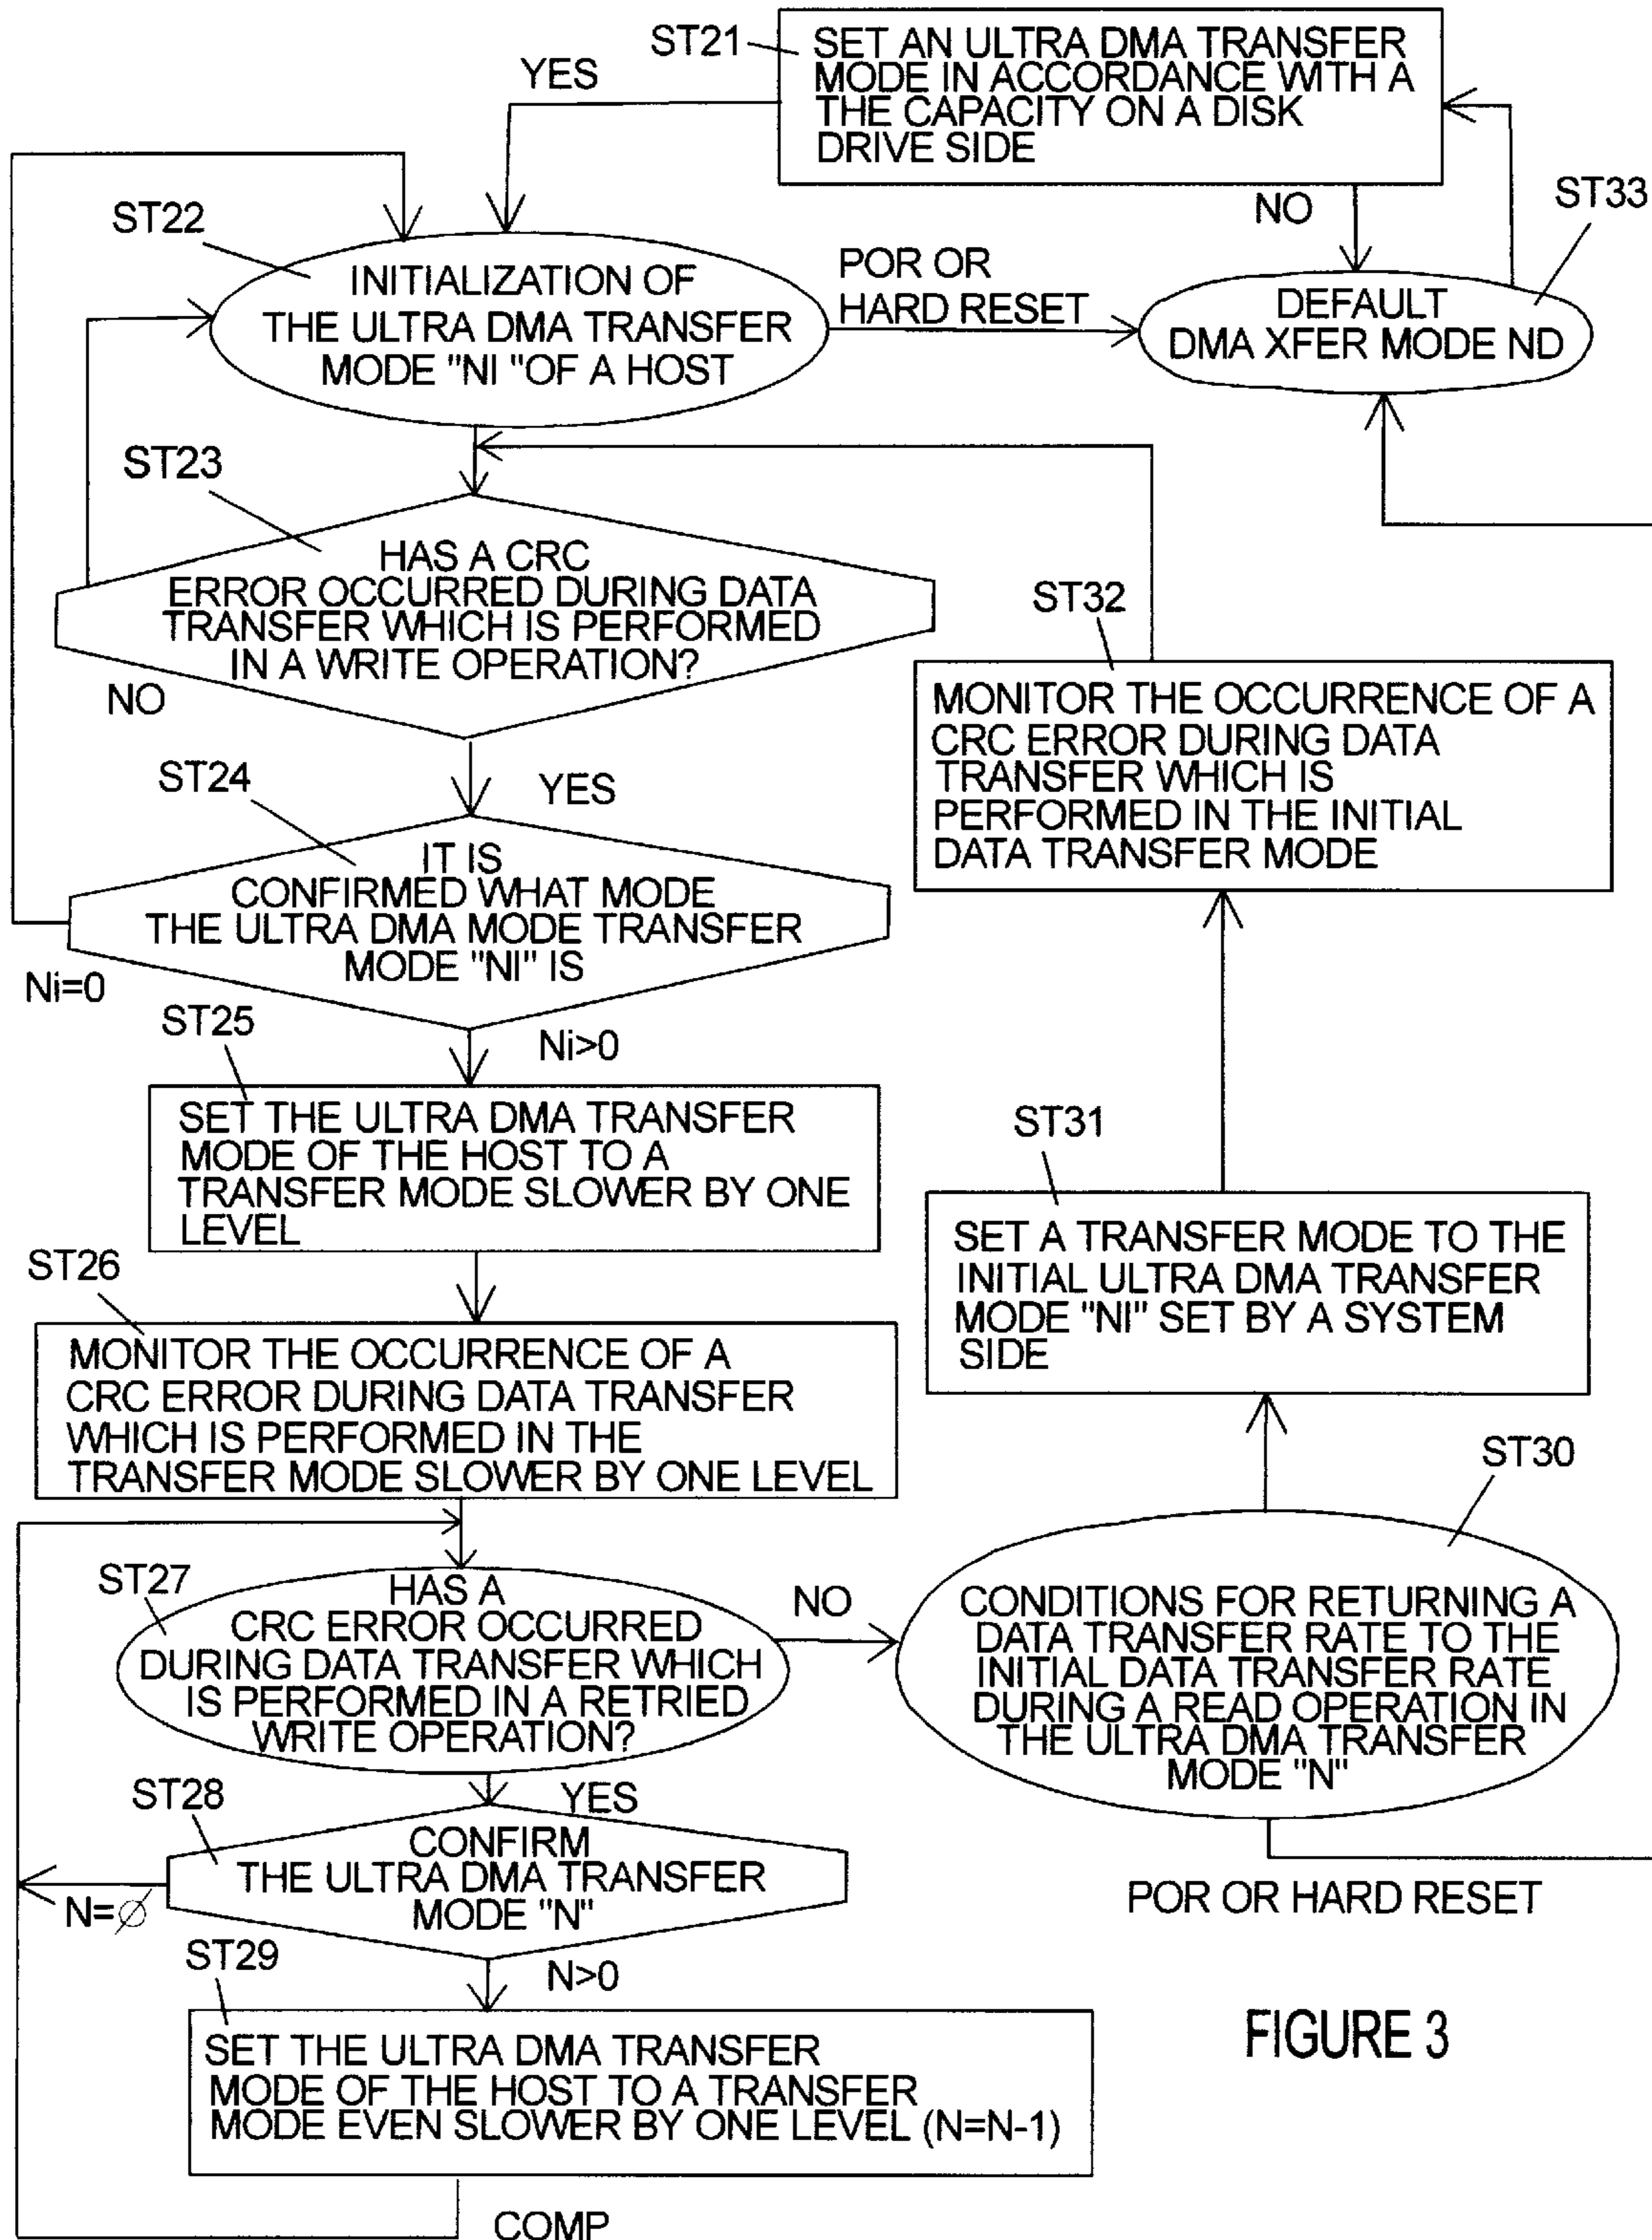 ST21
SET AN ULTRA DMA TRANSFER
MODE IN ACCORDANCE WITH A
THE CAPACITY ON A DISK
DRIVE SIDE
YES
NO
ST33
ST22
INITIALIZATION OF
THE ULTRA DMA TRANSFER
MODE "NI "OF A HOST
POR OR
HARD RESET
DEFAULT
DMA XFER MODE ND
ST23
HAS A CRC
ERROR OCCURRED DURING DATA
TRANSFER WHICH IS PERFORMED
IN A WRITE OPERATION?
NO
YES
ST32
MONITOR THE OCCURRENCE OF A
CRC ERROR DURING DATA
TRANSFER WHICH IS
PERFORMED IN THE INITIAL
DATA TRANSFER MODE
ST24
IT IS
CONFIRMED WHAT MODE
THE ULTRA DMA MODE TRANSFER
MODE "NI" IS
Ni=0
Ni>0
ST25
SET THE ULTRA DMA TRANSFER
MODE OF THE HOST TO A
TRANSFER MODE SLOWER BY ONE
LEVEL
ST31
SET A TRANSFER MODE TO THE
INITIAL ULTRA DMA TRANSFER
MODE "NI" SET BY A SYSTEM
SIDE
ST26
MONITOR THE OCCURRENCE OF A
CRC ERROR DURING DATA TRANSFER
WHICH IS PERFORMED IN THE
TRANSFER MODE SLOWER BY ONE LEVEL
ST30
CONDITIONS FOR RETURNING A
DATA TRANSFER RATE TO THE
INITIAL DATA TRANSFER RATE
DURING A READ OPERATION IN
THE ULTRA DMA TRANSFER
MODE "N"
ST27
HAS A
CRC ERROR OCCURRED
DURING DATA TRANSFER WHICH
IS PERFORMED IN A RETRIED
WRITE OPERATION?
NO
YES
ST28
CONFIRM
THE ULTRA DMA TRANSFER
MODE "N"
N=∅
N>0
POR OR HARD RESET
ST29
SET THE ULTRA DMA TRANSFER
MODE OF THE HOST TO A TRANSFER
MODE EVEN SLOWER BY ONE LEVEL (N=N-1)
COMP
FIGURE 3